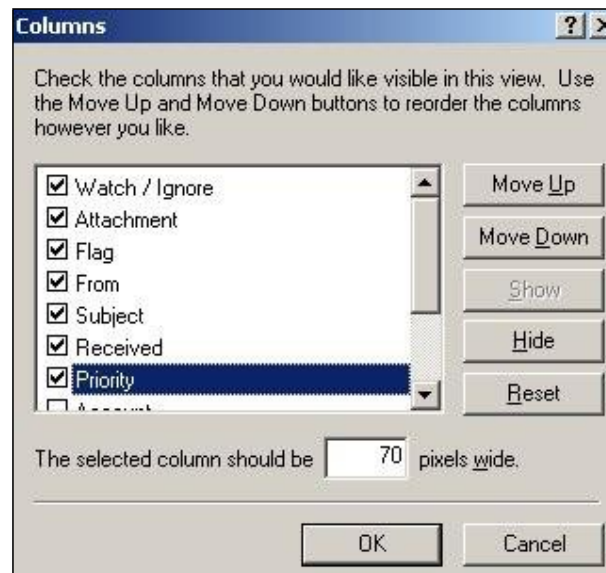 Columns
Check the columns that you would like visible in this view. Use
the Move Up and Move Down buttons to reorder the columns
however you like.
Watch / Ignore
Attachment
Flag
From
Subject
Received
Priority
Move Up
Move Down
Show
Hide
Reset
The selected column should be 70 pixels wide.
OK
Cancel